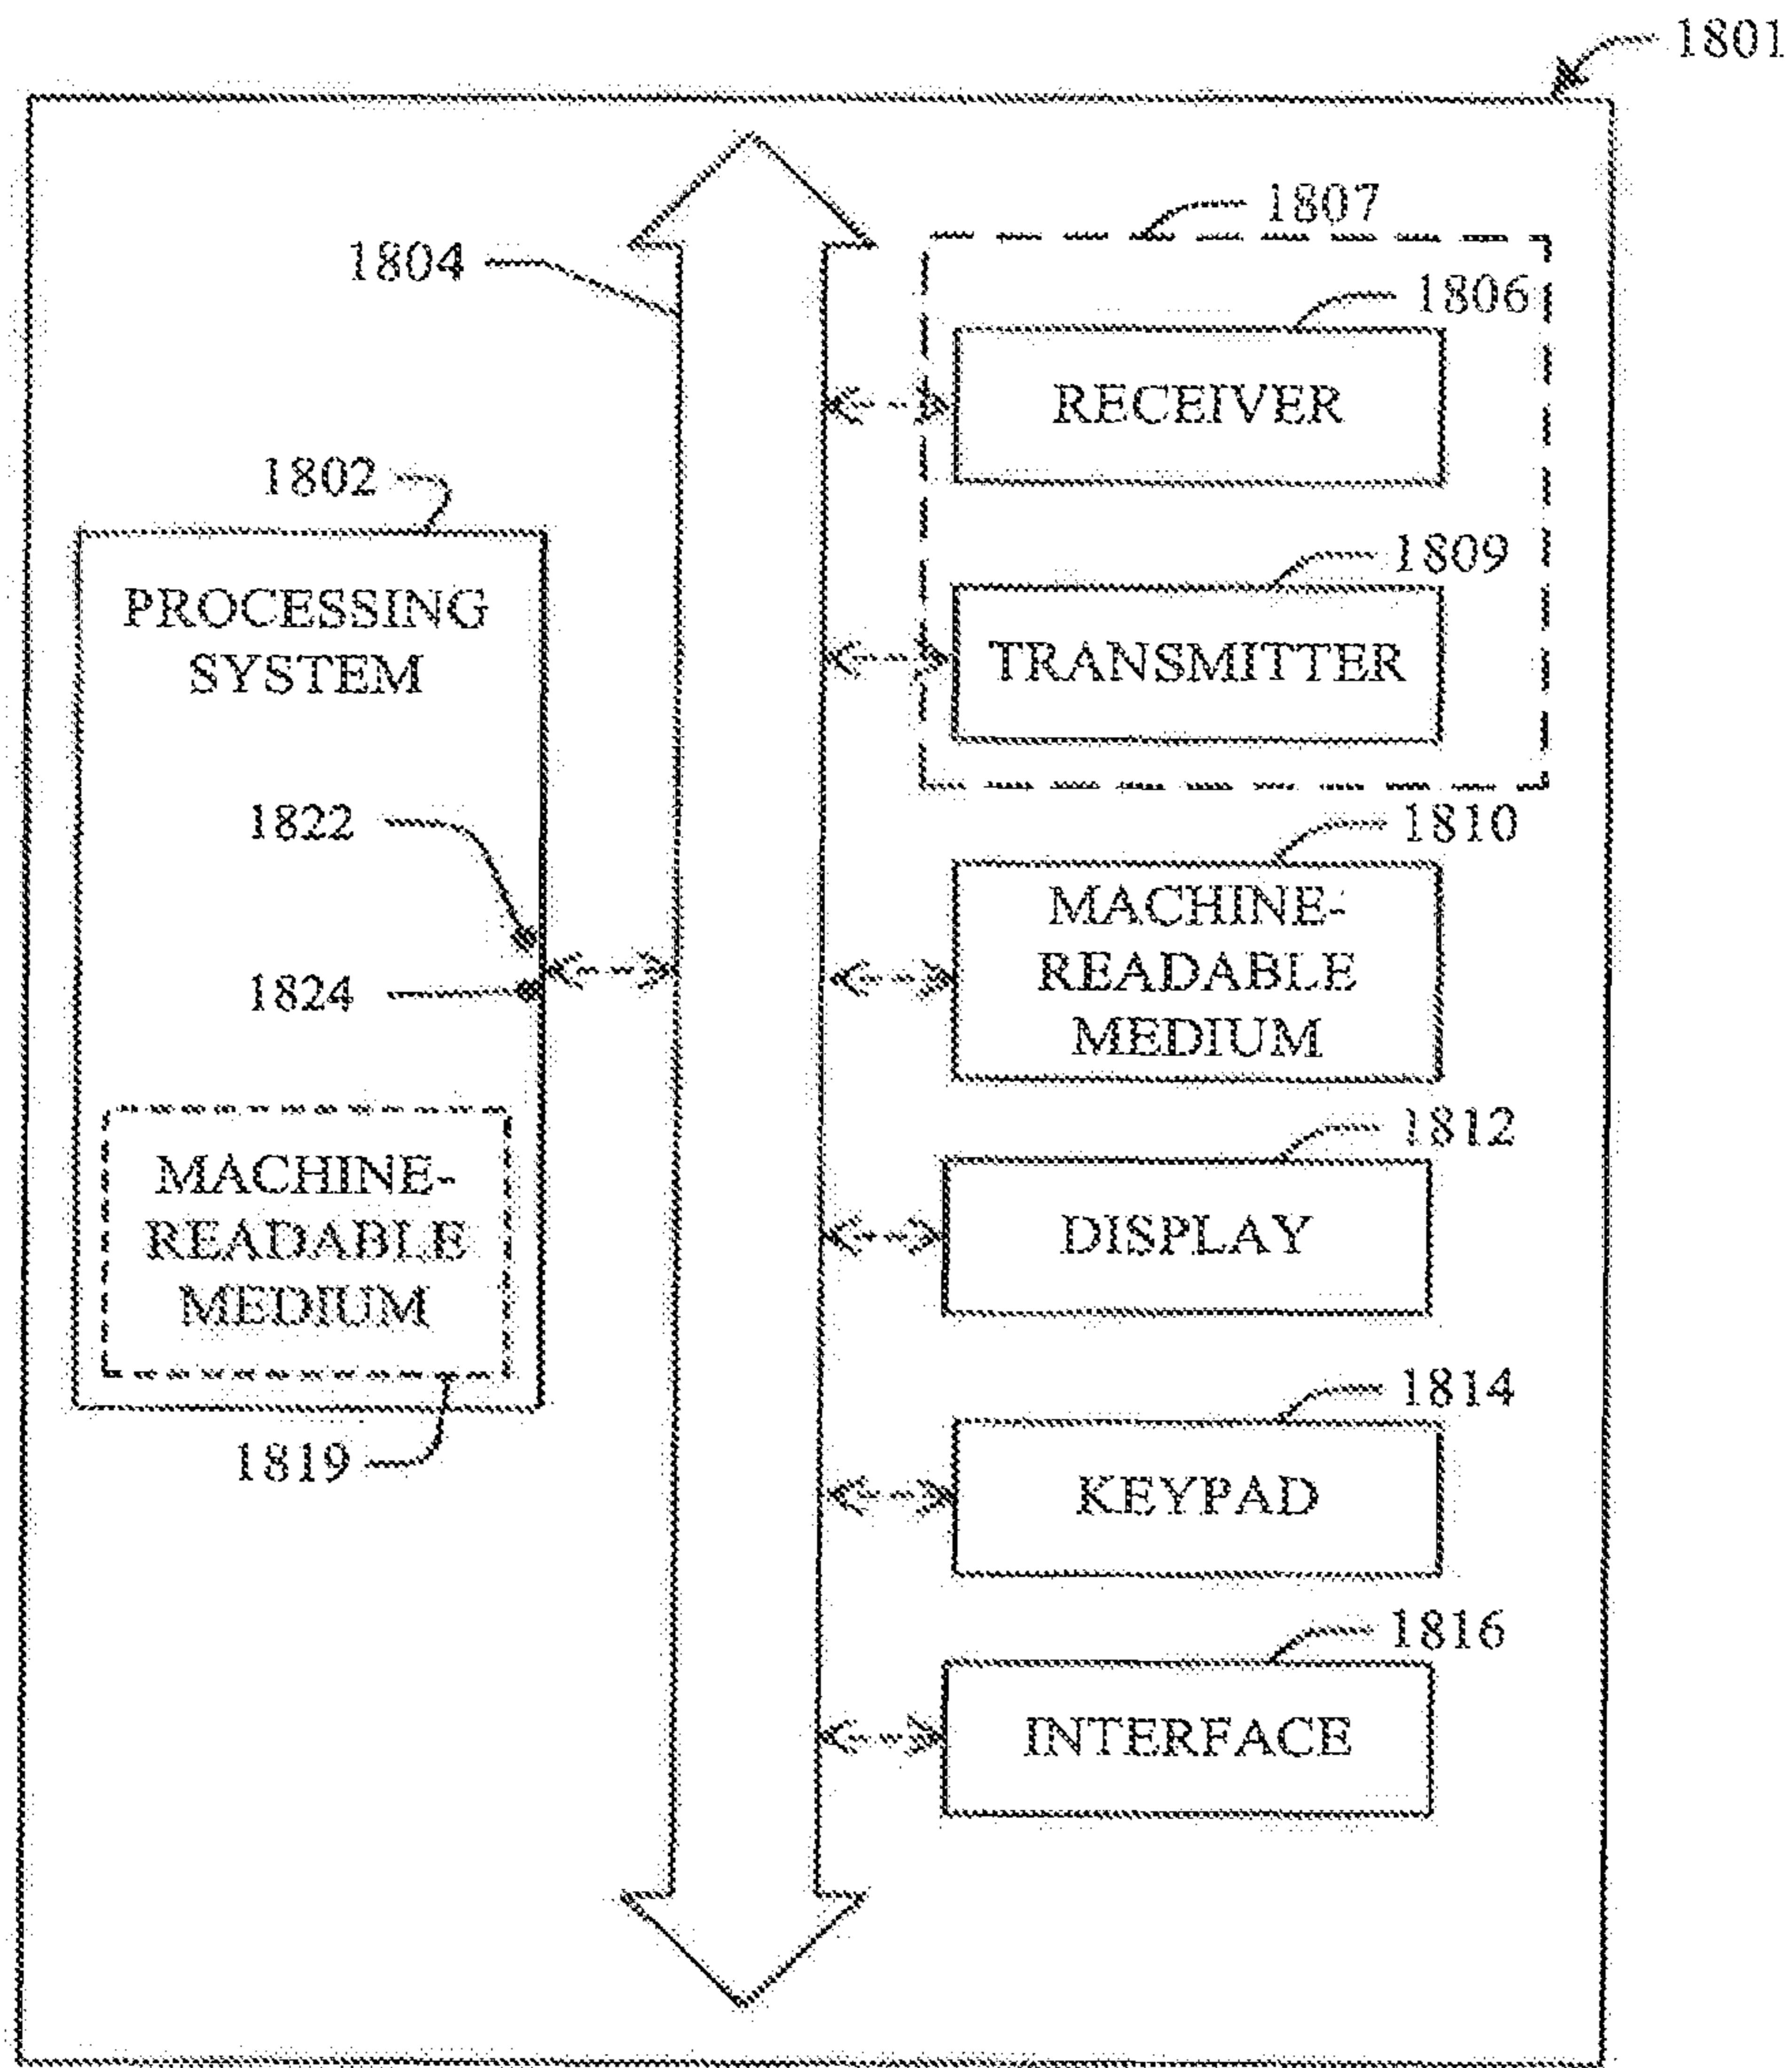 1801
1807
1804
1806
RECEIVER
1802
1809
PROCESSING
SYSTEM
TRANSMITTER
1822
1810
MACHINE-
READABLE
MEDIUM
1824
1812
MACHINE-
READABLE
MEDIUM
DISPLAY
1814
1819
KEYPAD
1816
INTERFACE